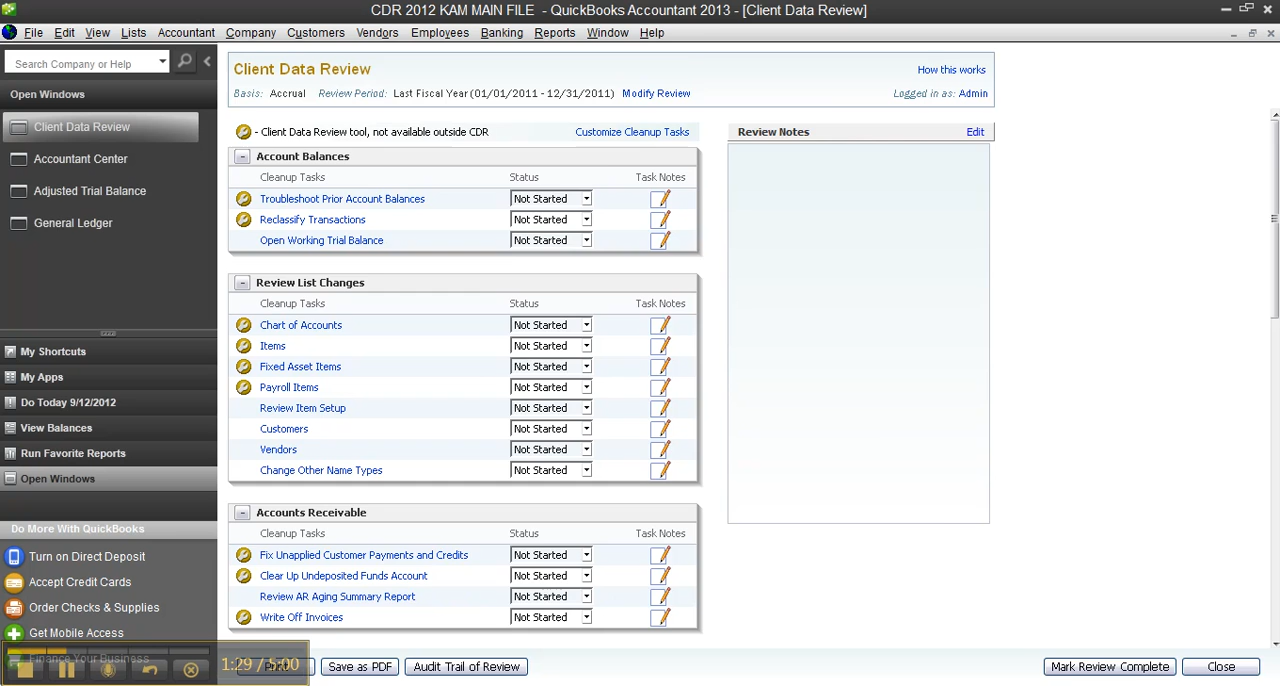 CDR 2012 KAM MAIN FILE - QuickBooks Accountant 2013 - [Client Data Review]
File Edit View Lists Accountant Company Customers Vendors Employees Banking Reports Window Help
Search Company or Help
Open Windows
Client Data Review
Accountant Center
Adjusted Trial Balance
General Ledger
My Shortcuts
My Apps
Do Today 9/12/2012
View Balances
Run Favorite Reports
Open Windows
Do More With QuickBooks
Turn on Direct Deposit
Accept Credit Cards
Order Checks & Supplies
Get Mobile Access
Finance Your Business
1:29 / 5:00
Client Data Review
How this works
Basis: Accrual Review Period: Last Fiscal Year (01/01/2011 - 12/31/2011) Modify Review
Logged in as: Admin
- Client Data Review tool, not available outside CDR
Customize Cleanup Tasks
Account Balances
Cleanup Tasks Status Task Notes
Troubleshoot Prior Account Balances Not Started
Reclassify Transactions Not Started
Open Working Trial Balance Not Started
Review List Changes
Cleanup Tasks Status Task Notes
Chart of Accounts Not Started
Items Not Started
Fixed Asset Items Not Started
Payroll Items Not Started
Review Item Setup Not Started
Customers Not Started
Vendors Not Started
Change Other Name Types Not Started
Accounts Receivable
Cleanup Tasks Status Task Notes
Fix Unapplied Customer Payments and Credits Not Started
Clear Up Undeposited Funds Account Not Started
Review AR Aging Summary Report Not Started
Write Off Invoices Not Started
Review Notes Edit
Save as PDF
Audit Trail of Review
Mark Review Complete
Close